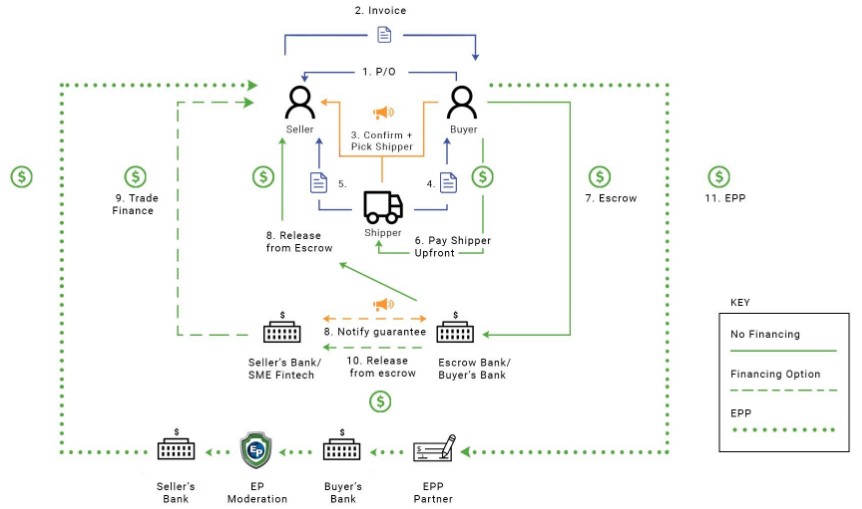 2. Invoice
1. P/O
Seller
Buyer
3. Confirm +
Pick Shipper
$
$
$
$
$
$
9. Trade
Finance
5.
4.
7. Escrow
11. EPP
Shipper
8. Release
from Escrow
6. Pay Shipper
Upfront
$
$
8. Notify guarantee
10. Release
from escrow
Seller's Bank/
SME Fintech
Escrow Bank/
Buyer's Bank
$
KEY
No Financing
Financing Option
EPP
$
EP
$
$
Seller's
Bank
EP
Moderation
Buyer's
Bank
EPP
Partner